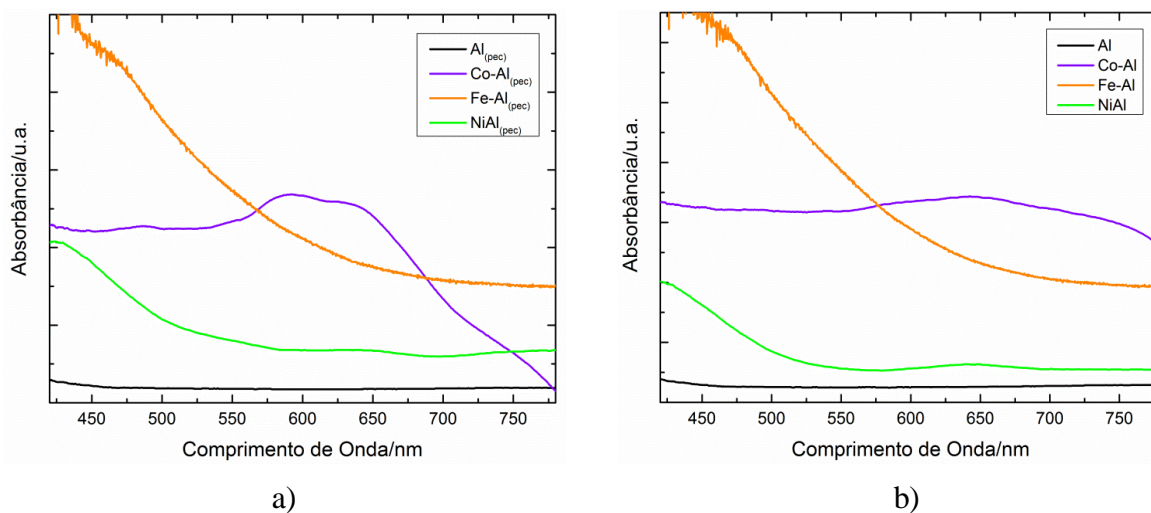 Absorbância/u.a.
Al(pec)
Co-Al(pec)
Fe-Al(pec)
NiAl(pec)
450 500 550 600 650 700 750
Comprimento de Onda/nm
a)
Absorbância/u.a.
Al
Co-Al
Fe-Al
NiAl
450 500 550 600 650 700 750
Comprimento de Onda/nm
b)